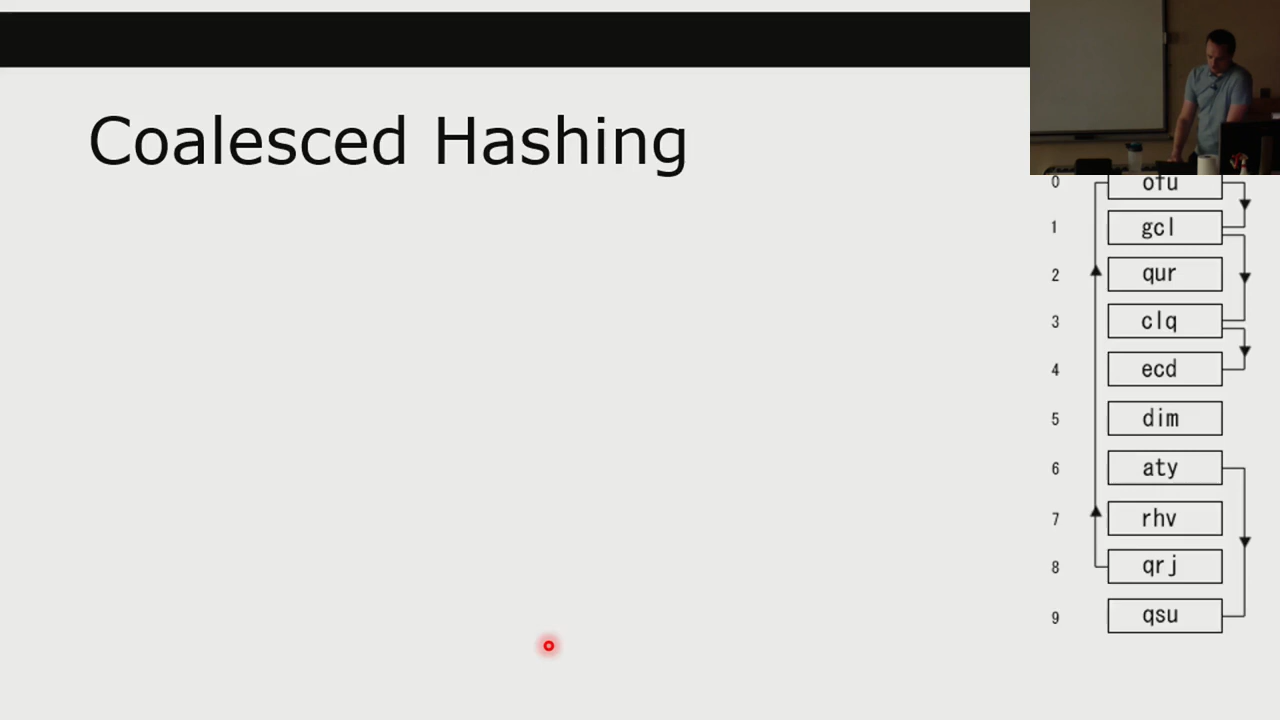 Coalesced Hashing
0 ofu
1 gcl
2 qur
3 clq
4 ecd
5 dim
6 aty
7 rhv
8 qrj
9 qsu